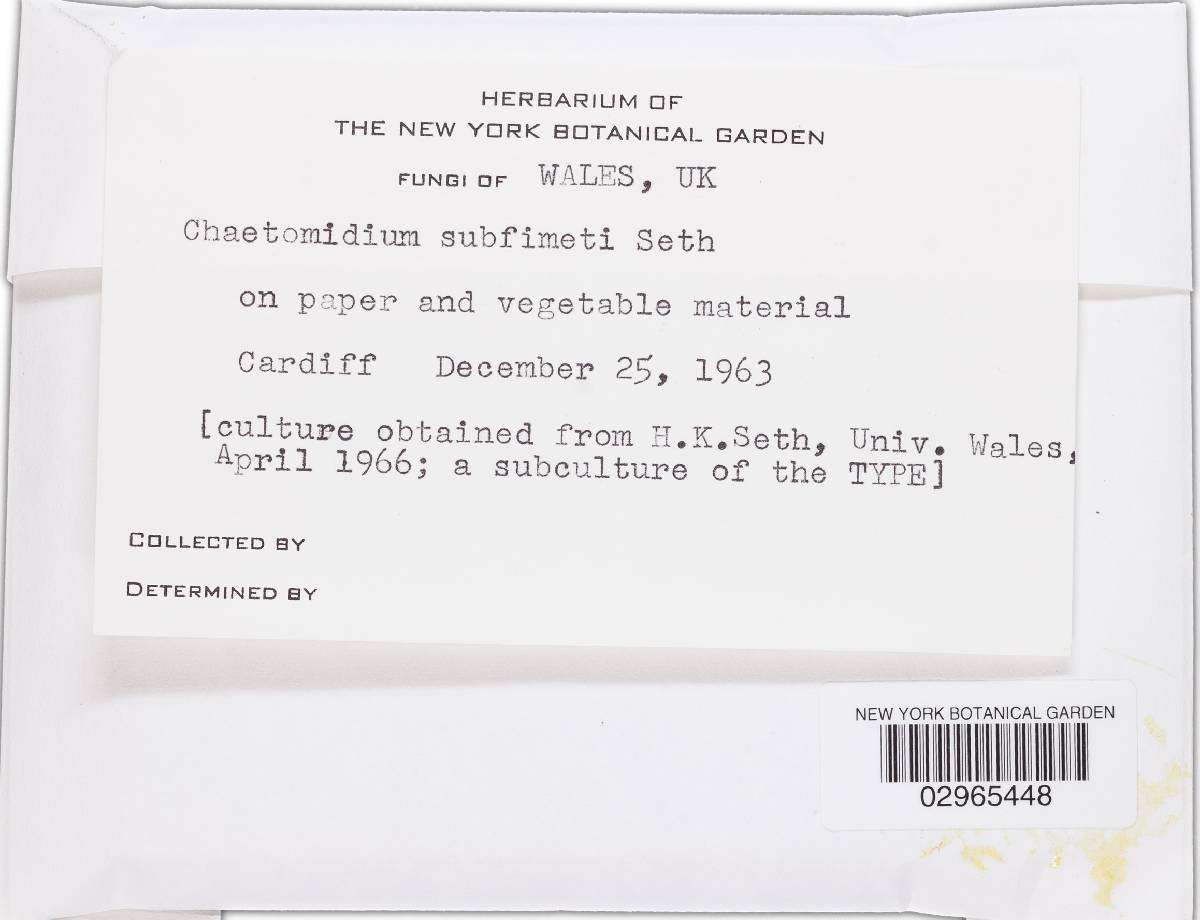 HERBARIUM OF
THE NEW YORK BOTANICAL GARDEN
FUNGI OF WALES, UK
Chaetomidium subfimeti Seth
on paper and vegetable material
Cardiff December 25, 1963
[culture obtained from H.K.Seth, Univ. Wales,
April 1966; a subculture of the TYPE]
COLLECTED BY
DETERMINED BY
NEW YORK BOTANICAL GARDEN
02965448